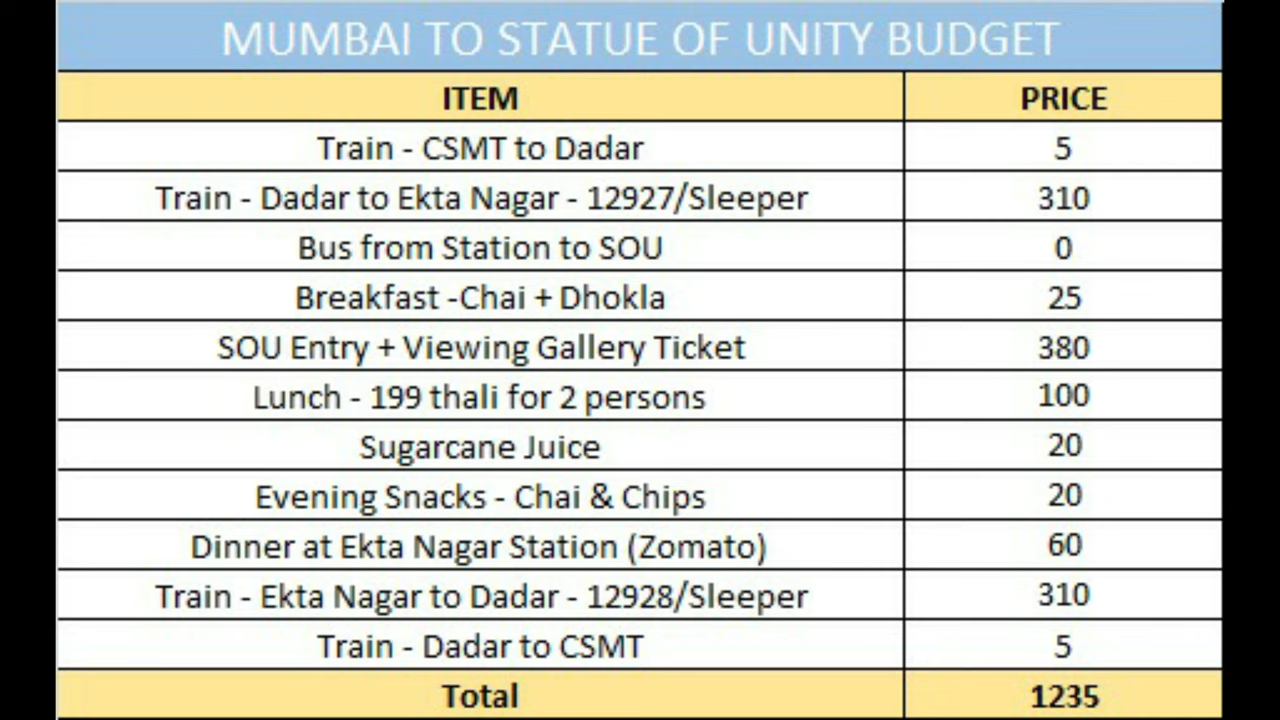 MUMBAI TO STATUE OF UNITY BUDGET
ITEM PRICE
Train - CSMT to Dadar 5
Train - Dadar to Ekta Nagar - 12927/Sleeper 310
Bus from Station to SOU 0
Breakfast -Chai + Dhokla 25
SOU Entry + Viewing Gallery Ticket 380
Lunch - 199 thali for 2 persons 100
Sugarcane Juice 20
Evening Snacks - Chai & Chips 20
Dinner at Ekta Nagar Station (Zomato) 60
Train - Ekta Nagar to Dadar - 12928/Sleeper 310
Train - Dadar to CSMT 5
Total 1235